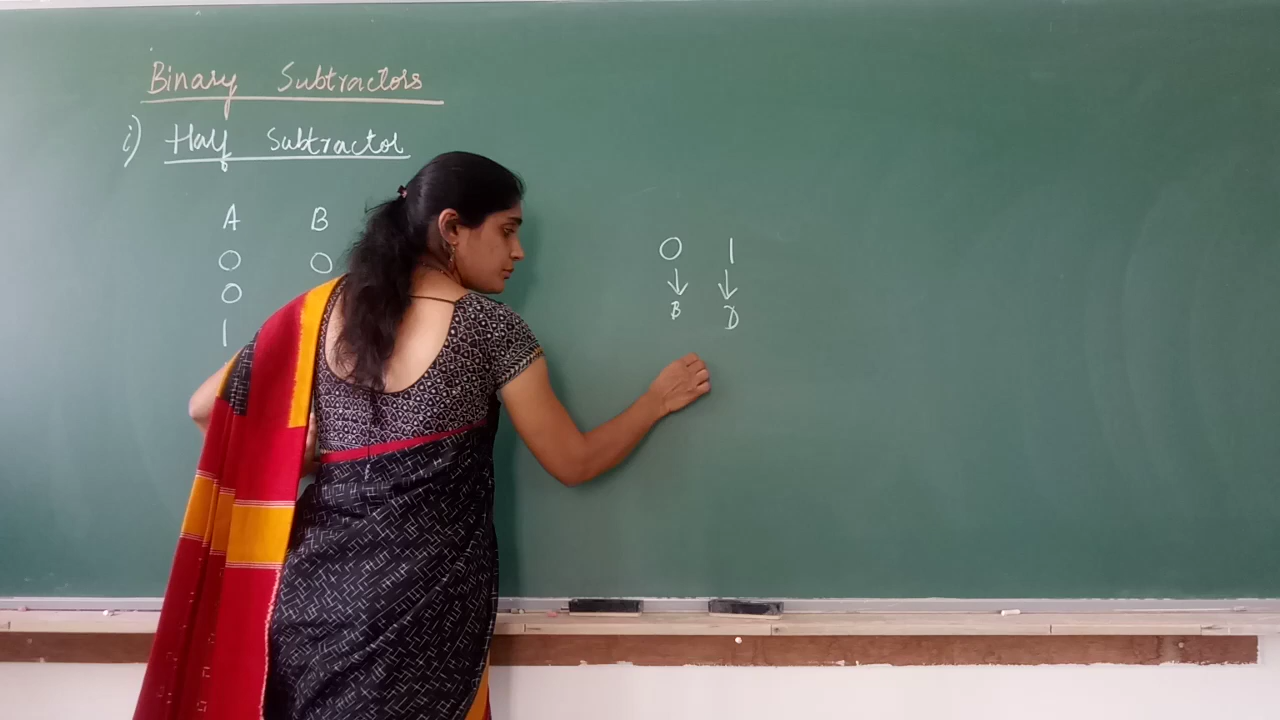 Binary Subtractors
i) Half Subtractor
A B
0 0 0 1
0 ↓ ↓
1 B D